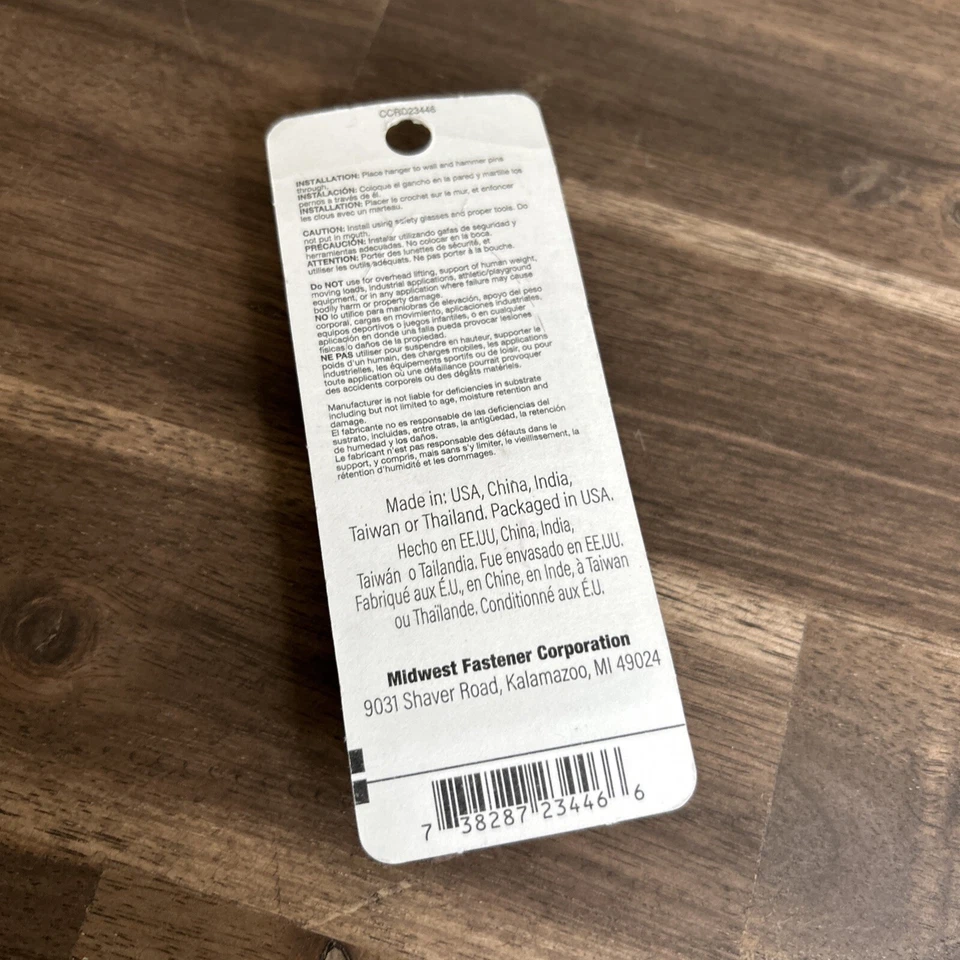 CCRD23446
INSTALLATION: Place hanger to wall and hammer pins
through.
INSTALACIÓN: Coloque el gancho en la pared y martille los
pernos a través de él.
INSTALLATION: Placer le crochet sur le mur, et enfoncer
les clous avec un marteau.
CAUTION: Install using safety glasses and proper tools. Do
not put in mouth.
PRECAUCIÓN: Instalar utilizando gafas de seguridad y
herramientas adecuadas. No colocar en la boca.
ATTENTION: Porter des lunettes de sécurité, et
utiliser les outils adéquats. Ne pas porter à la bouche.
Do NOT use for overhead lifting, support of human weight,
moving loads, industrial applications, athletic/playground
equipment, or in any application where failure may cause
bodily harm or property damage.
NO lo utilice para maniobras de elevación, apoyo del peso
corporal, cargas en movimiento, aplicaciones industriales,
equipos deportivos o juegos infantiles, o en cualquier
aplicación en donde una falla pueda provocar lesiones
físicas o daños de la propiedad.
NE PAS utiliser pour suspendre en hauteur, supporter le
poids d'un humain, des charges mobiles, les applications
industrielles, les équipements sportifs ou de loisir, ou pour
toute application où une défaillance pourrait provoquer
des accidents corporels ou des dégâts matériels.
Manufacturer is not liable for deficiencies in substrate
including but not limited to age, moisture retention and
damage.
El fabricante no es responsable de las deficiencias del
sustrato, incluidas, entre otras, la antigüedad, la retención
de humedad y los daños.
Le fabricant n'est pas responsable des défauts dans le
support, y compris, mais sans s'y limiter, le vieillissement, la
rétention d'humidité et les dommages.
Made in: USA, China, India,
Taiwan or Thailand. Packaged in USA.
Hecho en EE.UU, China, India,
Taiwán o Tailandia. Fue envasado en EE.UU.
Fabriqué aux É.U., en Chine, en Inde, à Taiwan
ou Thaïlande. Conditionné aux É.U.
Midwest Fastener Corporation
9031 Shaver Road, Kalamazoo, MI 49024
7 38287 23446 6